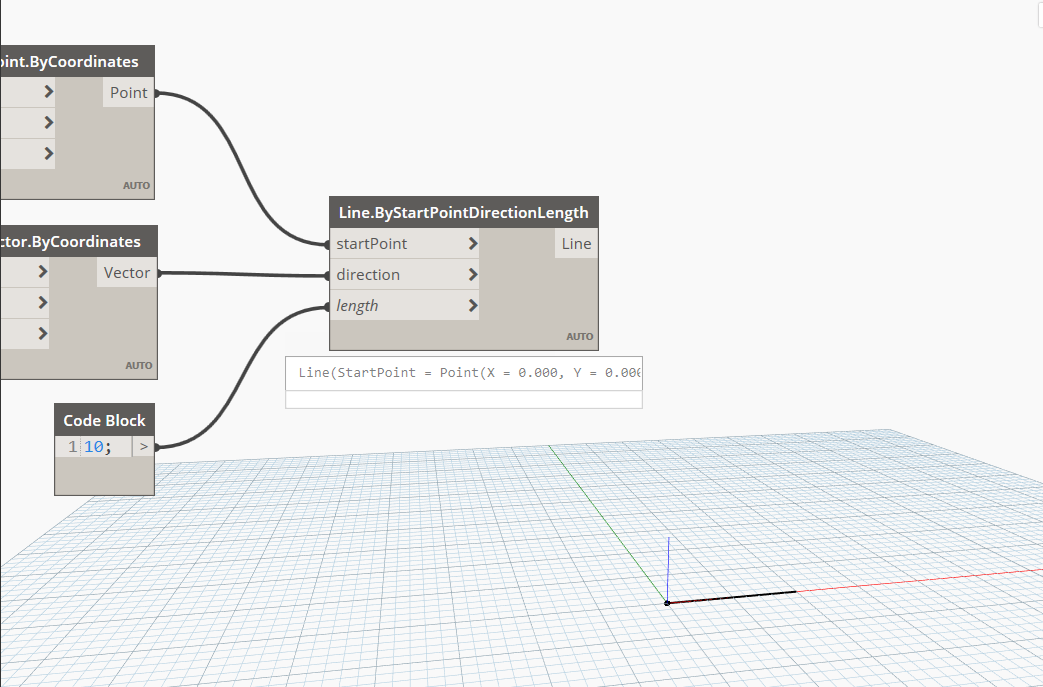 oint.ByCoordinates
Point
AUTO
Line.ByStartPointDirectionLength
startPoint
Line
direction
length
AUTO
ctor.ByCoordinates
Vector
AUTO
Line(StartPoint = Point(X = 0.000, Y = 0.000
Code Block
1 10; >